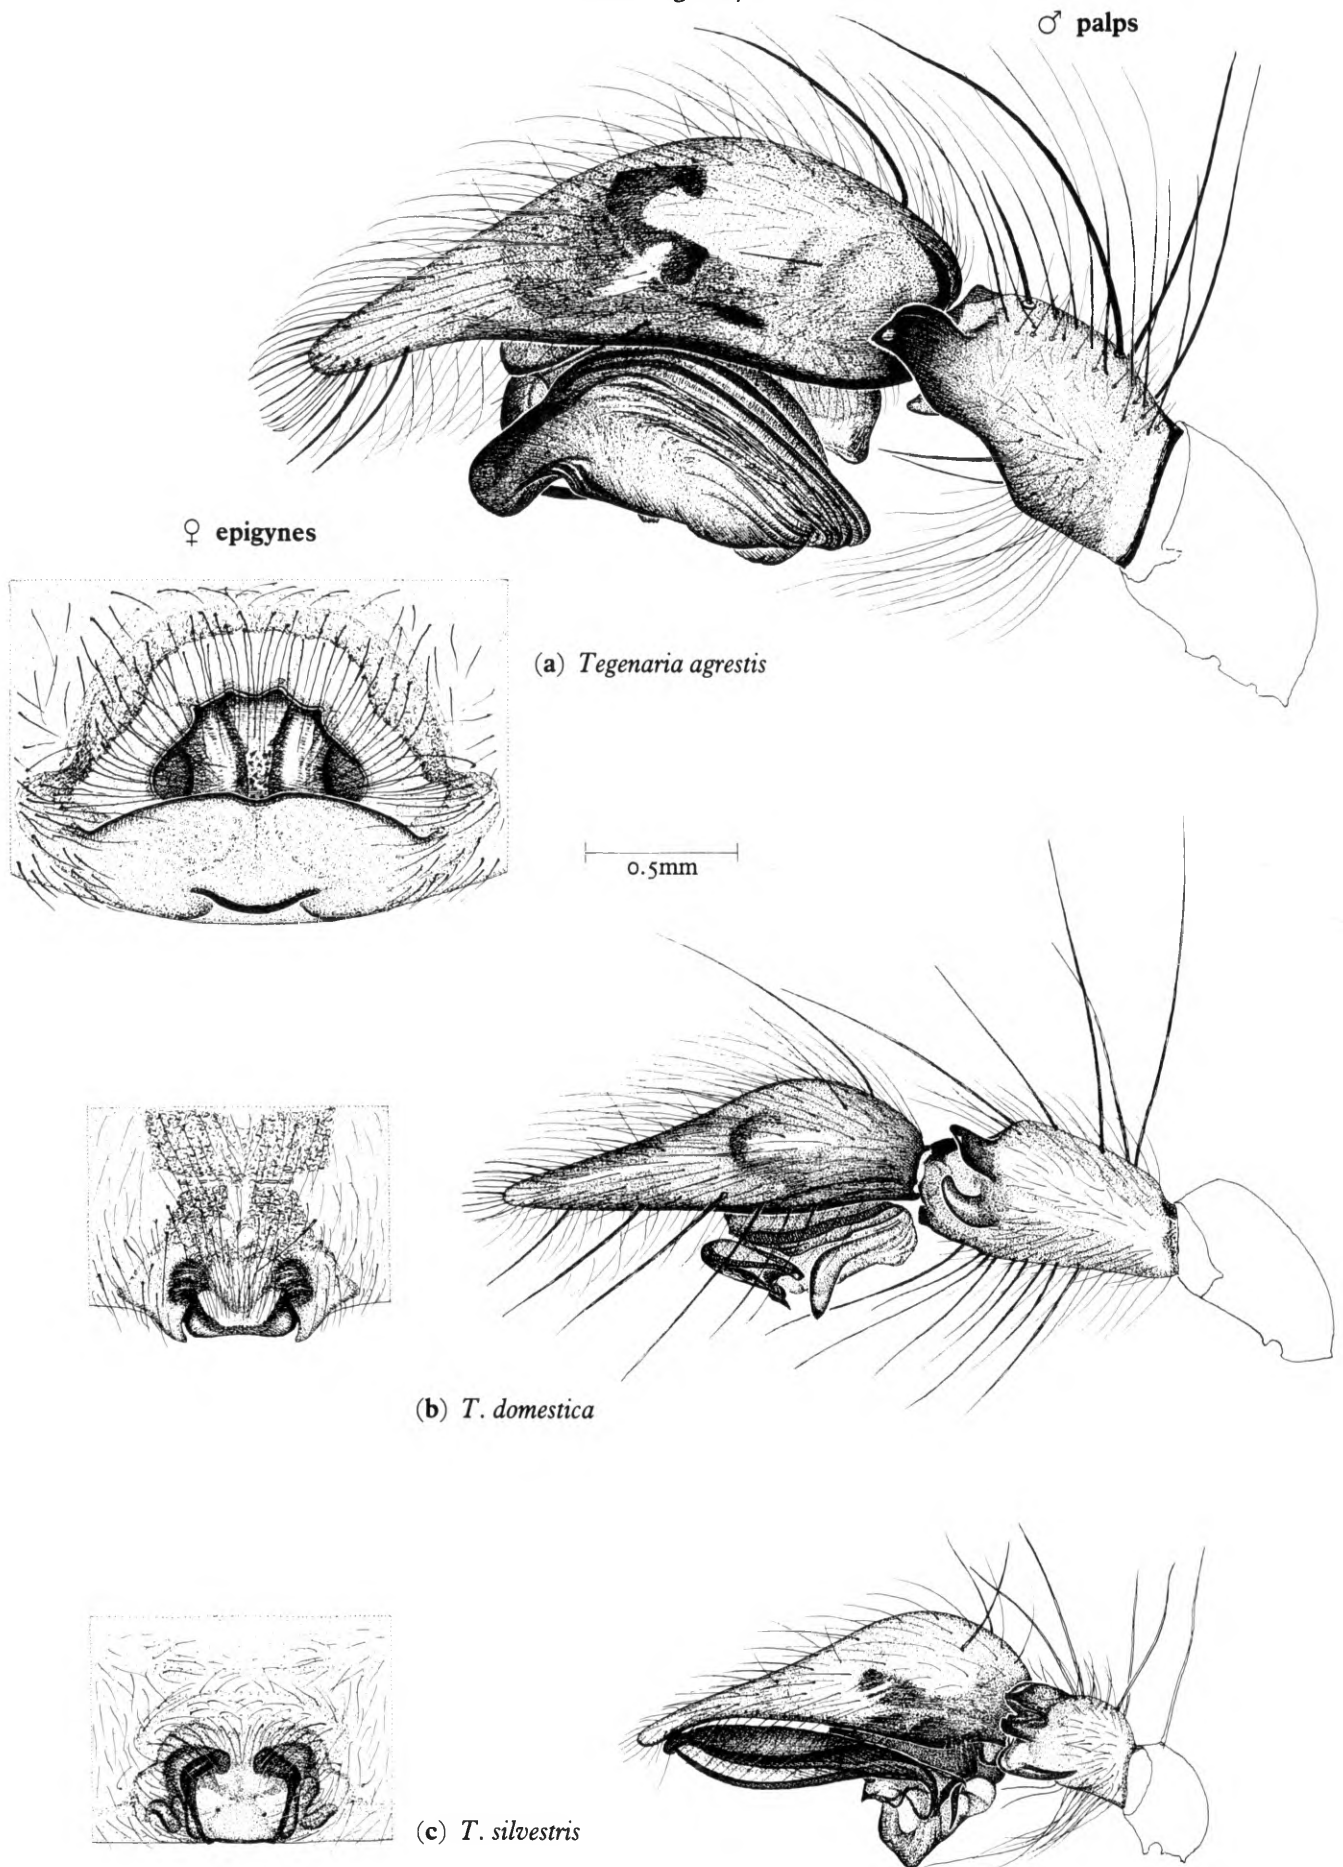 ♂ palps
♀ epigynes
(a) Tegenaria agrestis
0.5mm
(b) T. domestica
(c) T. silvestris